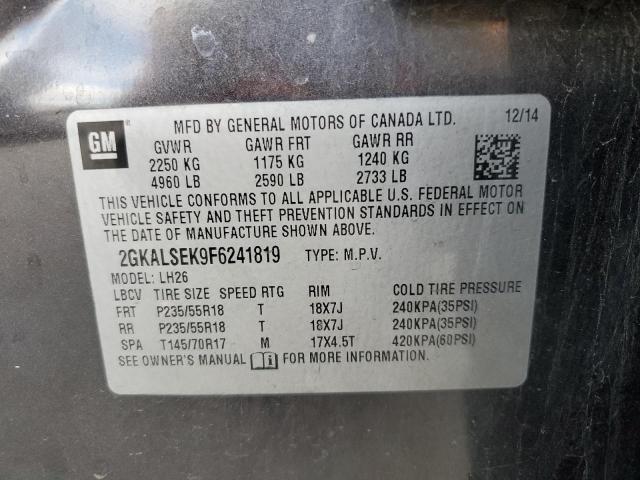 GM
MFD BY GENERAL MOTORS OF CANADA LTD. 12/14
GVWR GAWR FRT GAWR RR
2250 KG 1175 KG 1240 KG
4960 LB 2590 LB 2733 LB
THIS VEHICLE CONFORMS TO ALL APPLICABLE U.S. FEDERAL MOTOR
VEHICLE SAFETY AND THEFT PREVENTION STANDARDS IN EFFECT ON
THE DATE OF MANUFACTURE SHOWN ABOVE.
2GKALSEK9F6241819 TYPE: M.P.V.
MODEL: LH26
LBCV TIRE SIZE SPEED RTG RIM COLD TIRE PRESSURE
FRT P235/55R18 T 18X7J 240KPA(35PSI)
RR P235/55R18 T 18X7J 240KPA(35PSI)
SPA T145/70R17 M 17X4.5T 420KPA(60PSI)
SEE OWNER'S MANUAL FOR MORE INFORMATION.